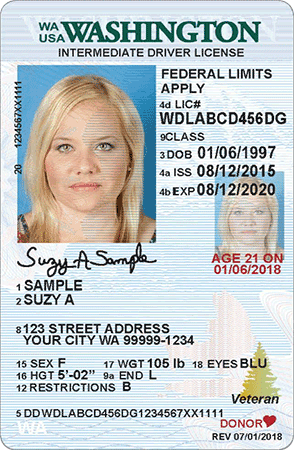 WA USA WASHINGTON
INTERMEDIATE DRIVER LICENSE
FEDERAL LIMITS
APPLY
4d LIC#
WDLABCD456DG
9CLASS
3 DOB 01/06/1997
4a ISS 08/12/2015
4b EXP 08/12/2020
20 1234567XX1111
AGE 21 ON
01/06/2018
Suzy A Sample
1 SAMPLE
2 SUZY A
8 123 STREET ADDRESS
YOUR CITY WA 99999-1234
15 SEX F 17 WGT 105 lb 18 EYES BLU
16 HGT 5'-02" 9a END L
12 RESTRICTIONS B
Veteran
5 DD WDLABCD456DG1234567XX1111
WA
DONOR
REV 07/01/2018